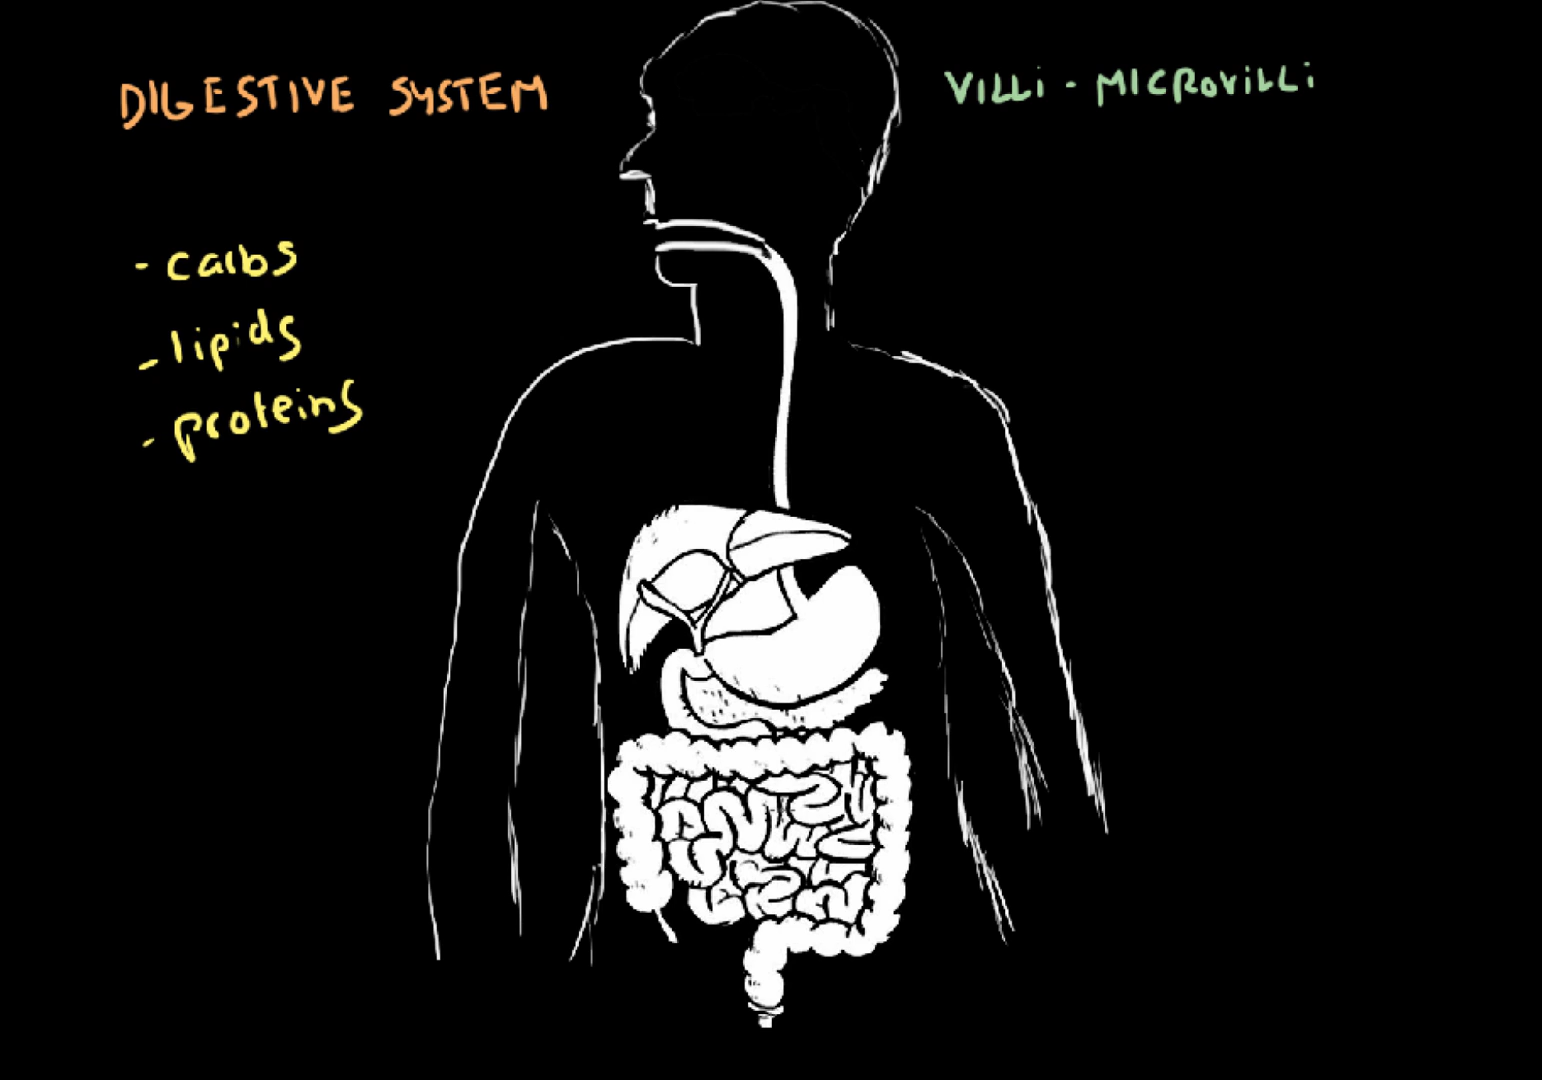 DIGESTIVE SYSTEM
VILLi - MICROViLLi
- carbs
- lipids
- proteins